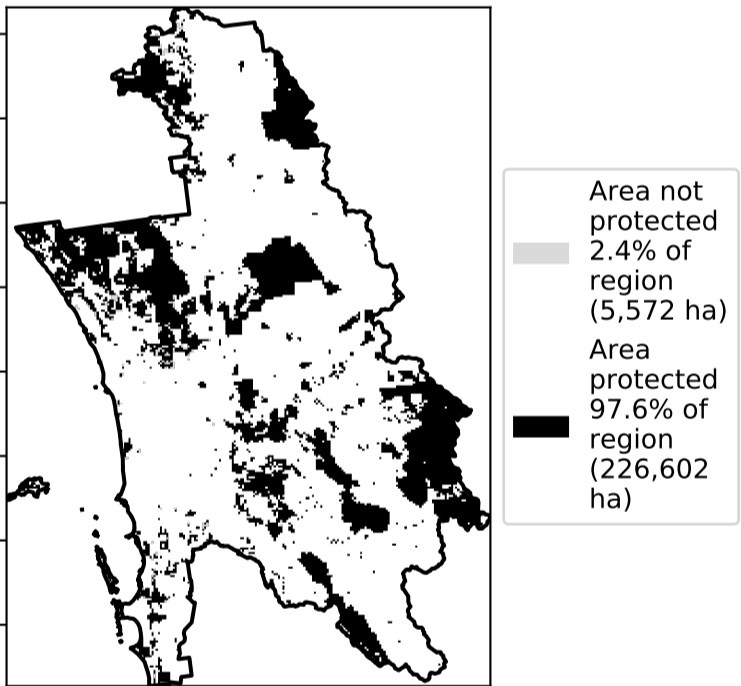 Area not
protected
2.4% of
region
(5,572 ha)
Area
protected
97.6% of
region
(226,602
ha)